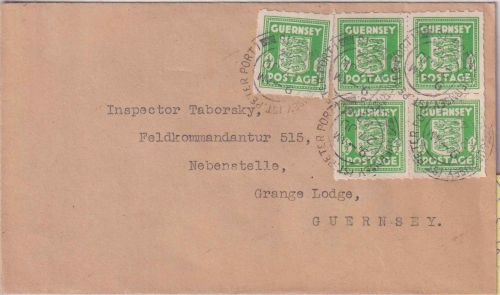 GUERNSEY GUERNSEY GUERNSEY
POSTAGE POSTAGE POSTAGE
GUERNSEY GUERNSEY
POSTAGE POSTAGE
Inspector Taborsky,
Feldkommandantur 515,
Nebenstelle,
Grange Lodge,
GUERNSEY.